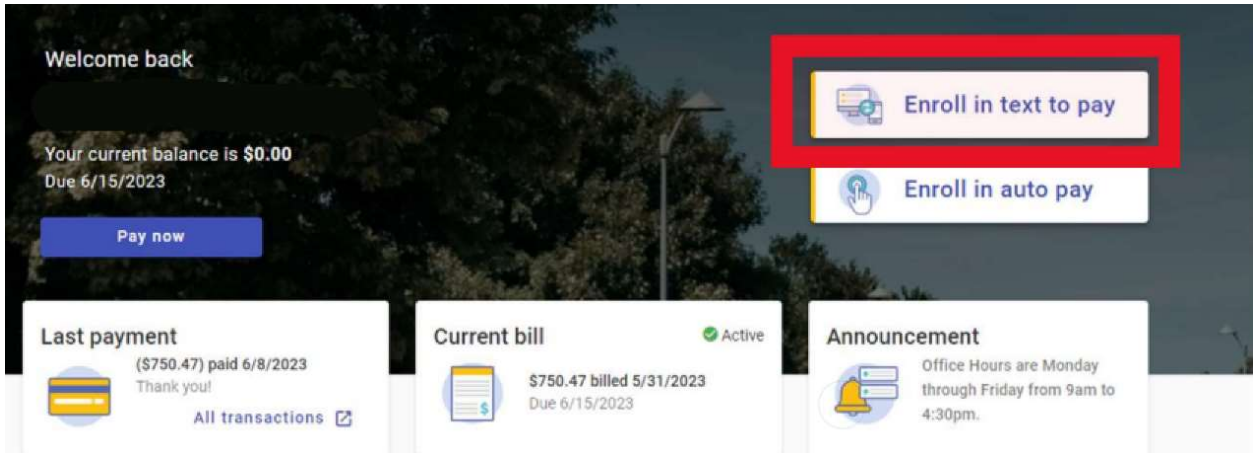 Welcome back
Your current balance is $0.00
Due 6/15/2023
Pay now
Enroll in text to pay
Enroll in auto pay
Last payment
($750.47) paid 6/8/2023
Thank you!
All transactions
Current bill
Active
$750.47 billed 5/31/2023
Due 6/15/2023
$
Announcement
Office Hours are Monday
through Friday from 9am to
4:30pm.